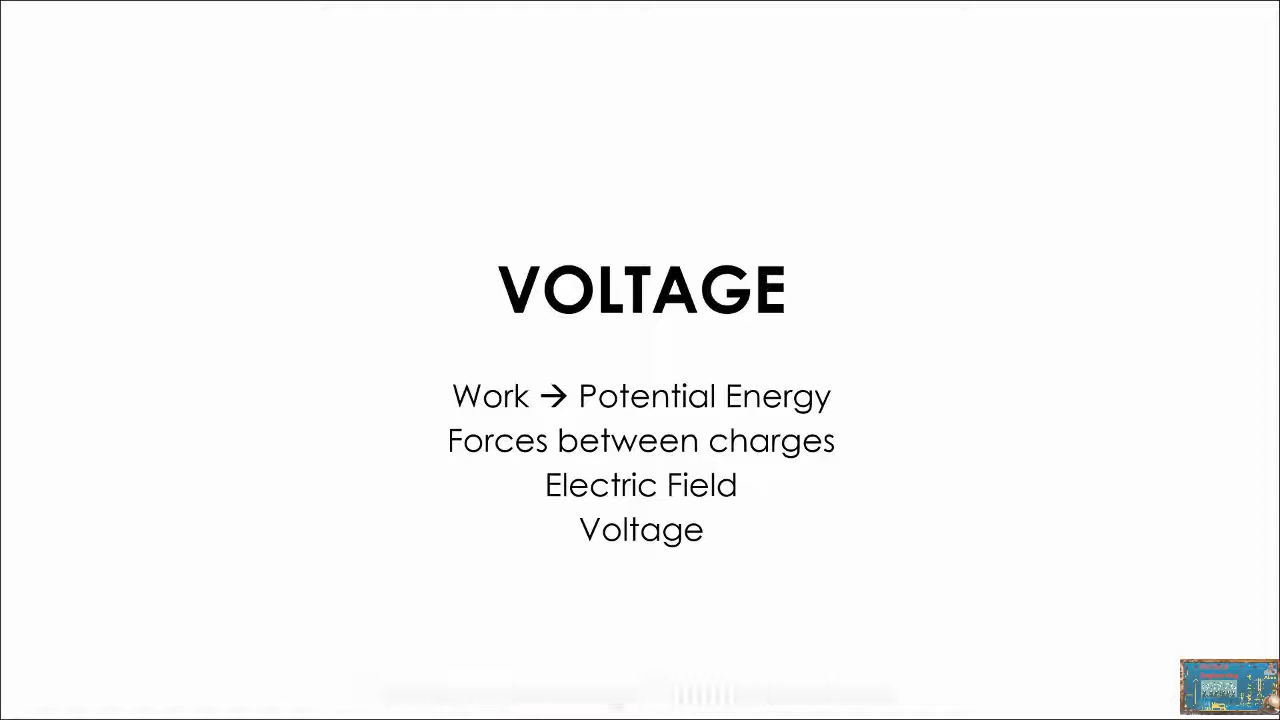 VOLTAGE
Work → Potential Energy
Forces between charges
Electric Field
Voltage